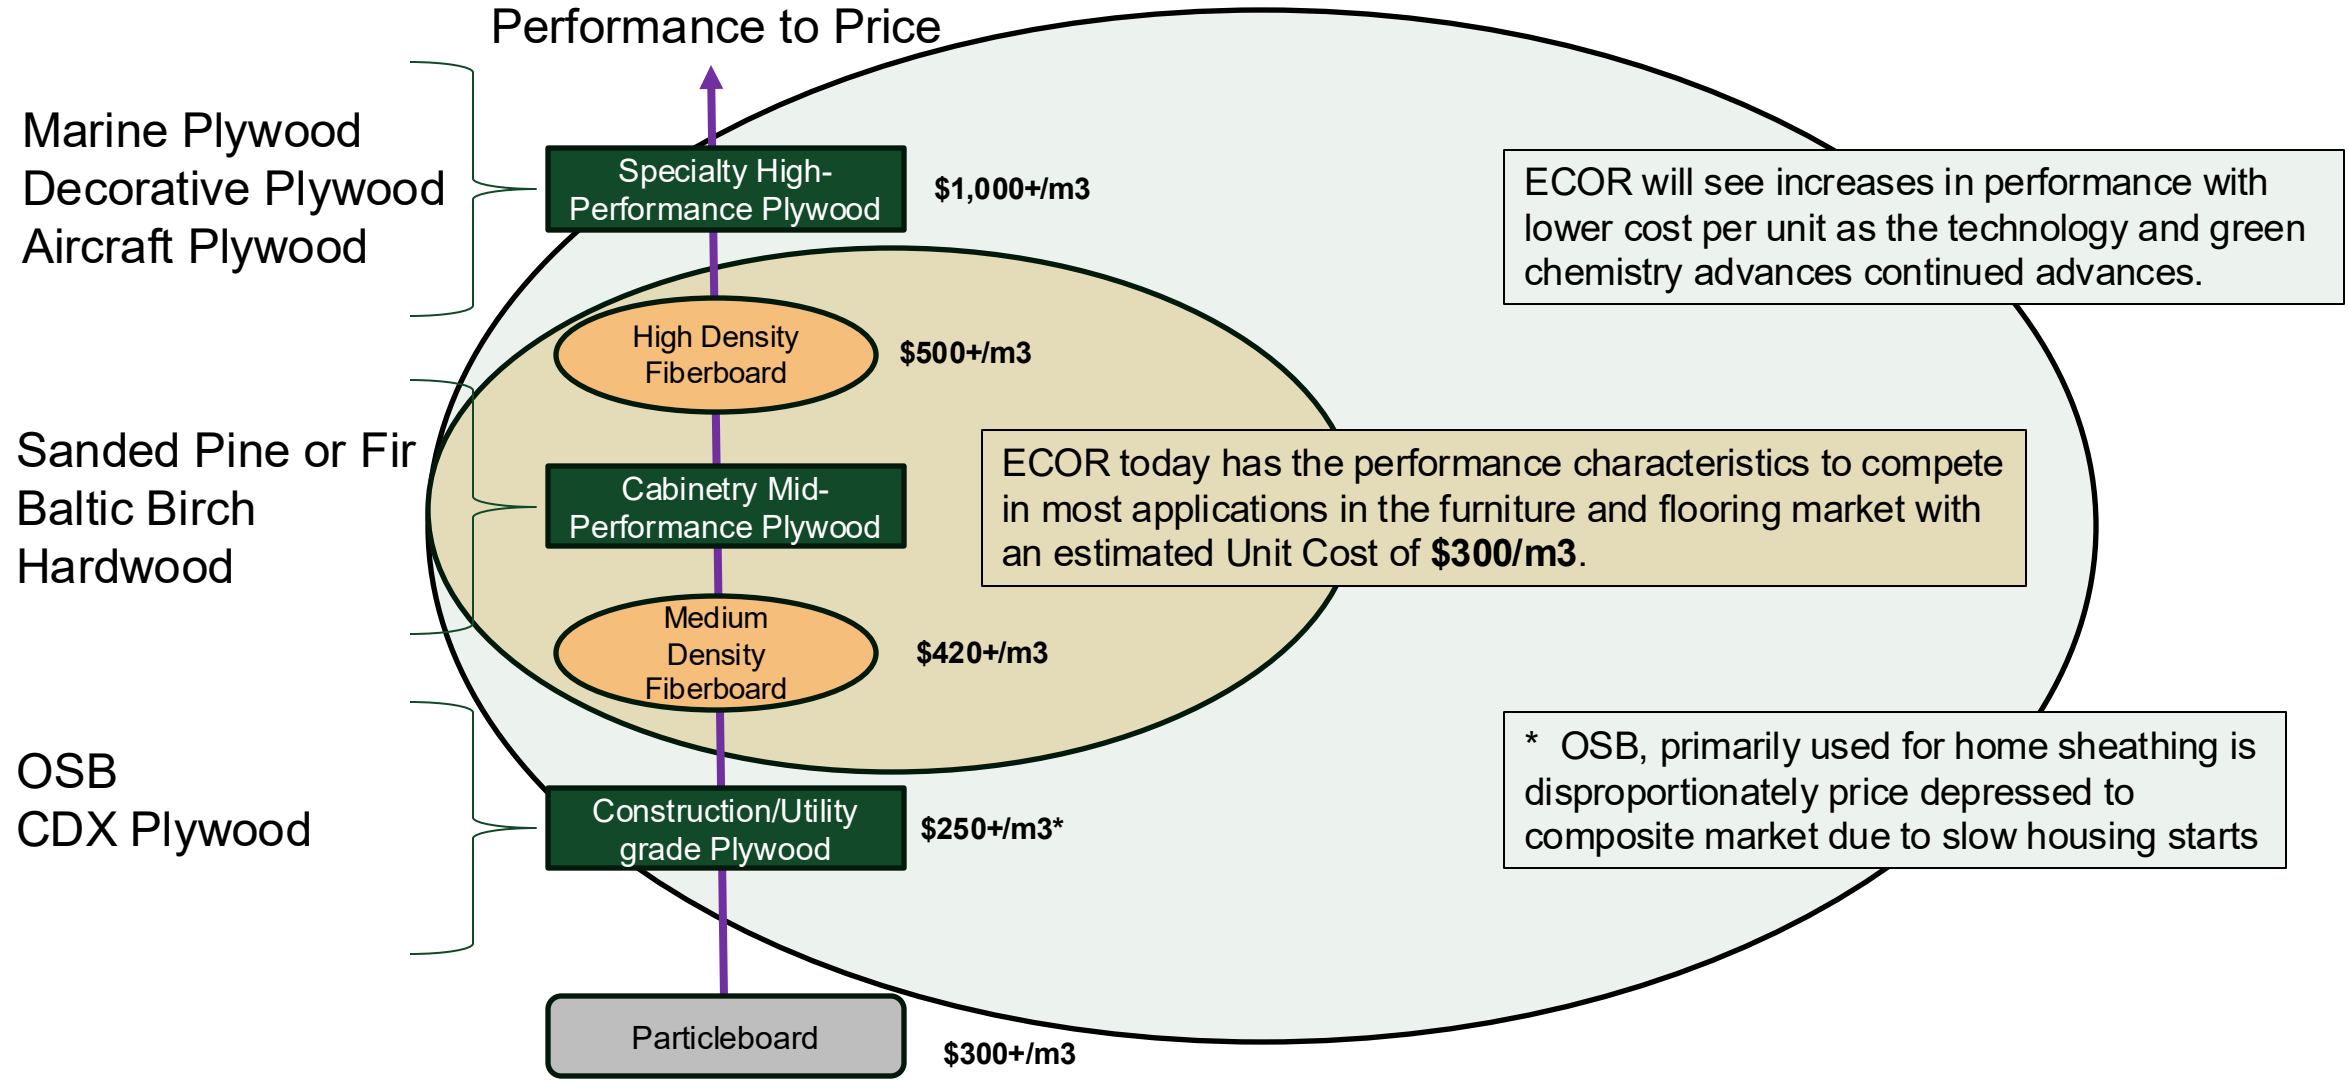 Performance to Price
Marine Plywood
Decorative Plywood
Aircraft Plywood
Specialty High-
Performance Plywood
$1,000+/m3
ECOR will see increases in performance with
lower cost per unit as the technology and green
chemistry advances continued advances.
High Density
Fiberboard
$500+/m3
Sanded Pine or Fir
Baltic Birch
Hardwood
Cabinetry Mid-
Performance Plywood
ECOR today has the performance characteristics to compete
in most applications in the furniture and flooring market with
an estimated Unit Cost of $300/m3.
Medium
Density
Fiberboard
$420+/m3
OSB
CDX Plywood
Construction/Utility
grade Plywood
$250+/m3*
* OSB, primarily used for home sheathing is
disproportionately price depressed to
composite market due to slow housing starts
Particleboard
$300+/m3